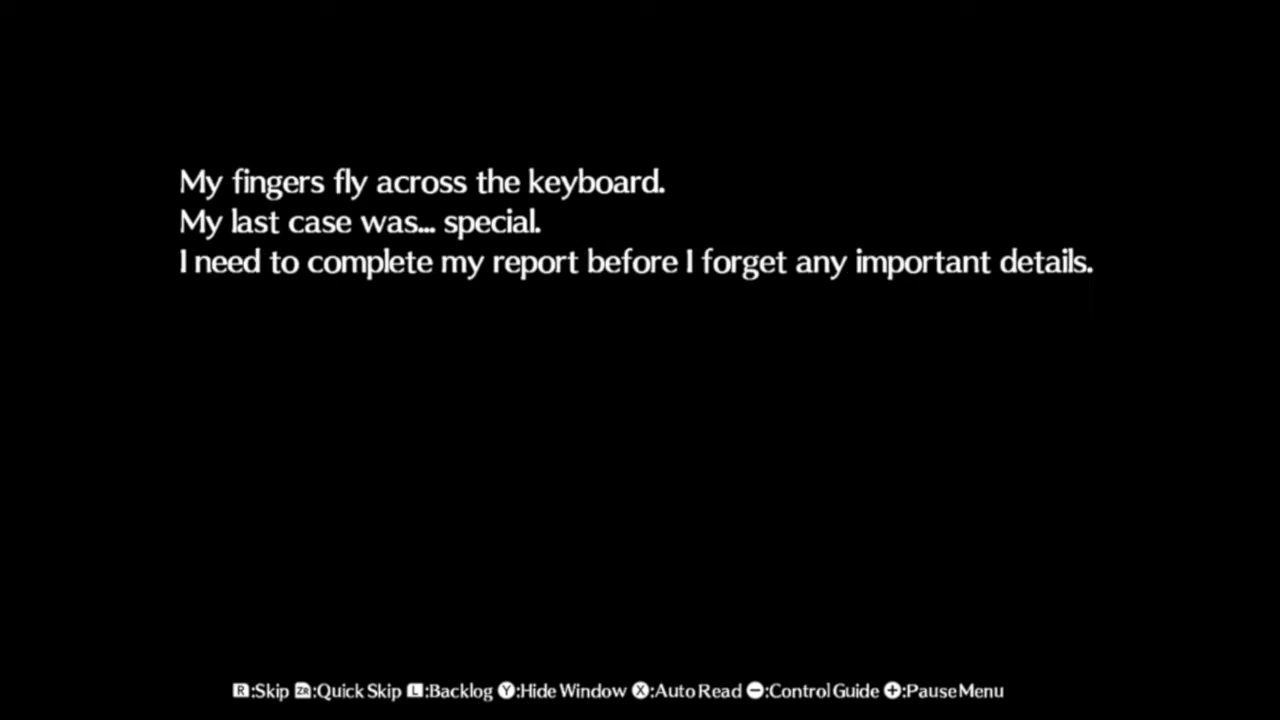 My fingers fly across the keyboard.
My last case was... special.
I need to complete my report before I forget any important details.
R:Skip ZR:Quick Skip L:Backlog Y:Hide Window X:Auto Read −:Control Guide +:Pause Menu